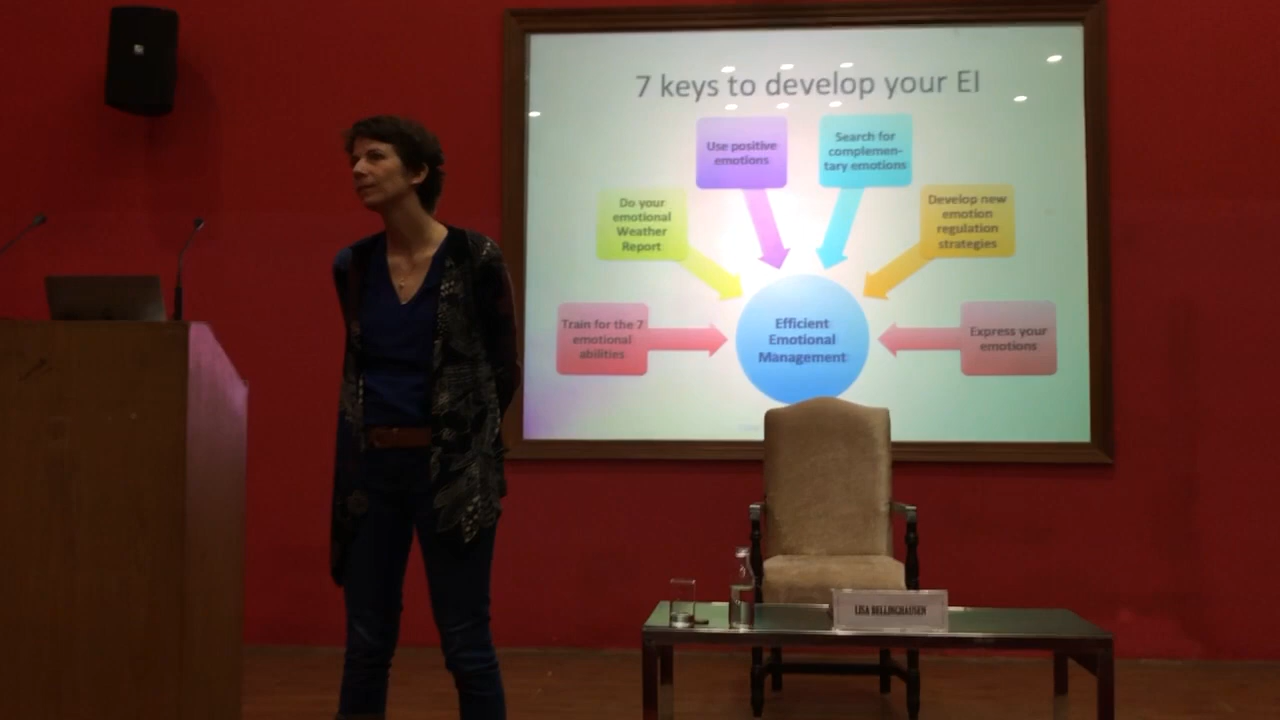 7 keys to develop your EI
Use positive
emotions
Search for
complemen-
tary emotions
Do your
emotional
Weather
Report
Develop new
emotion
regulation
strategies
Train for the 7
emotional
abilities
Efficient
Emotional
Management
Express your
emotions
LISA BELLINGHAUSEN